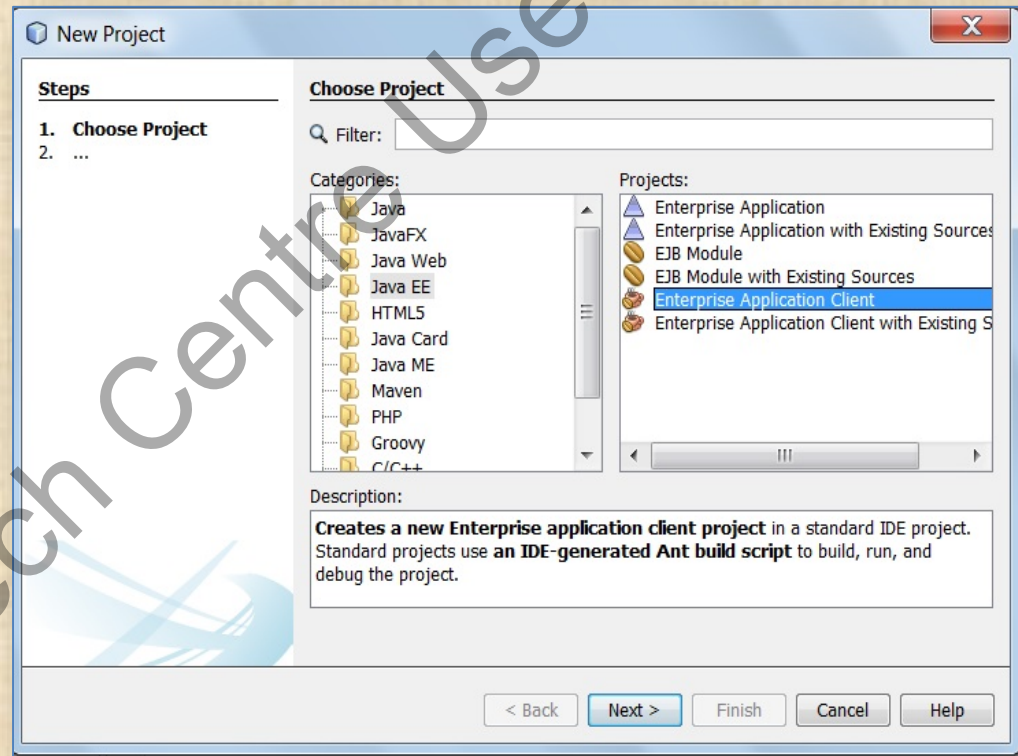 New Project
X
Steps
1. Choose Project
2. ...
Choose Project
Filter:
Categories:
Java
JavaFX
Java Web
Java EE
HTML5
Java Card
Java ME
Maven
PHP
Groovy
C/C++
Projects:
Enterprise Application
Enterprise Application with Existing Sources
EJB Module
EJB Module with Existing Sources
Enterprise Application Client
Enterprise Application Client with Existing S
Description:
Creates a new Enterprise application client project in a standard IDE project.
Standard projects use an IDE-generated Ant build script to build, run, and
debug the project.
< Back
Next >
Finish
Cancel
Help
ch Centre Use